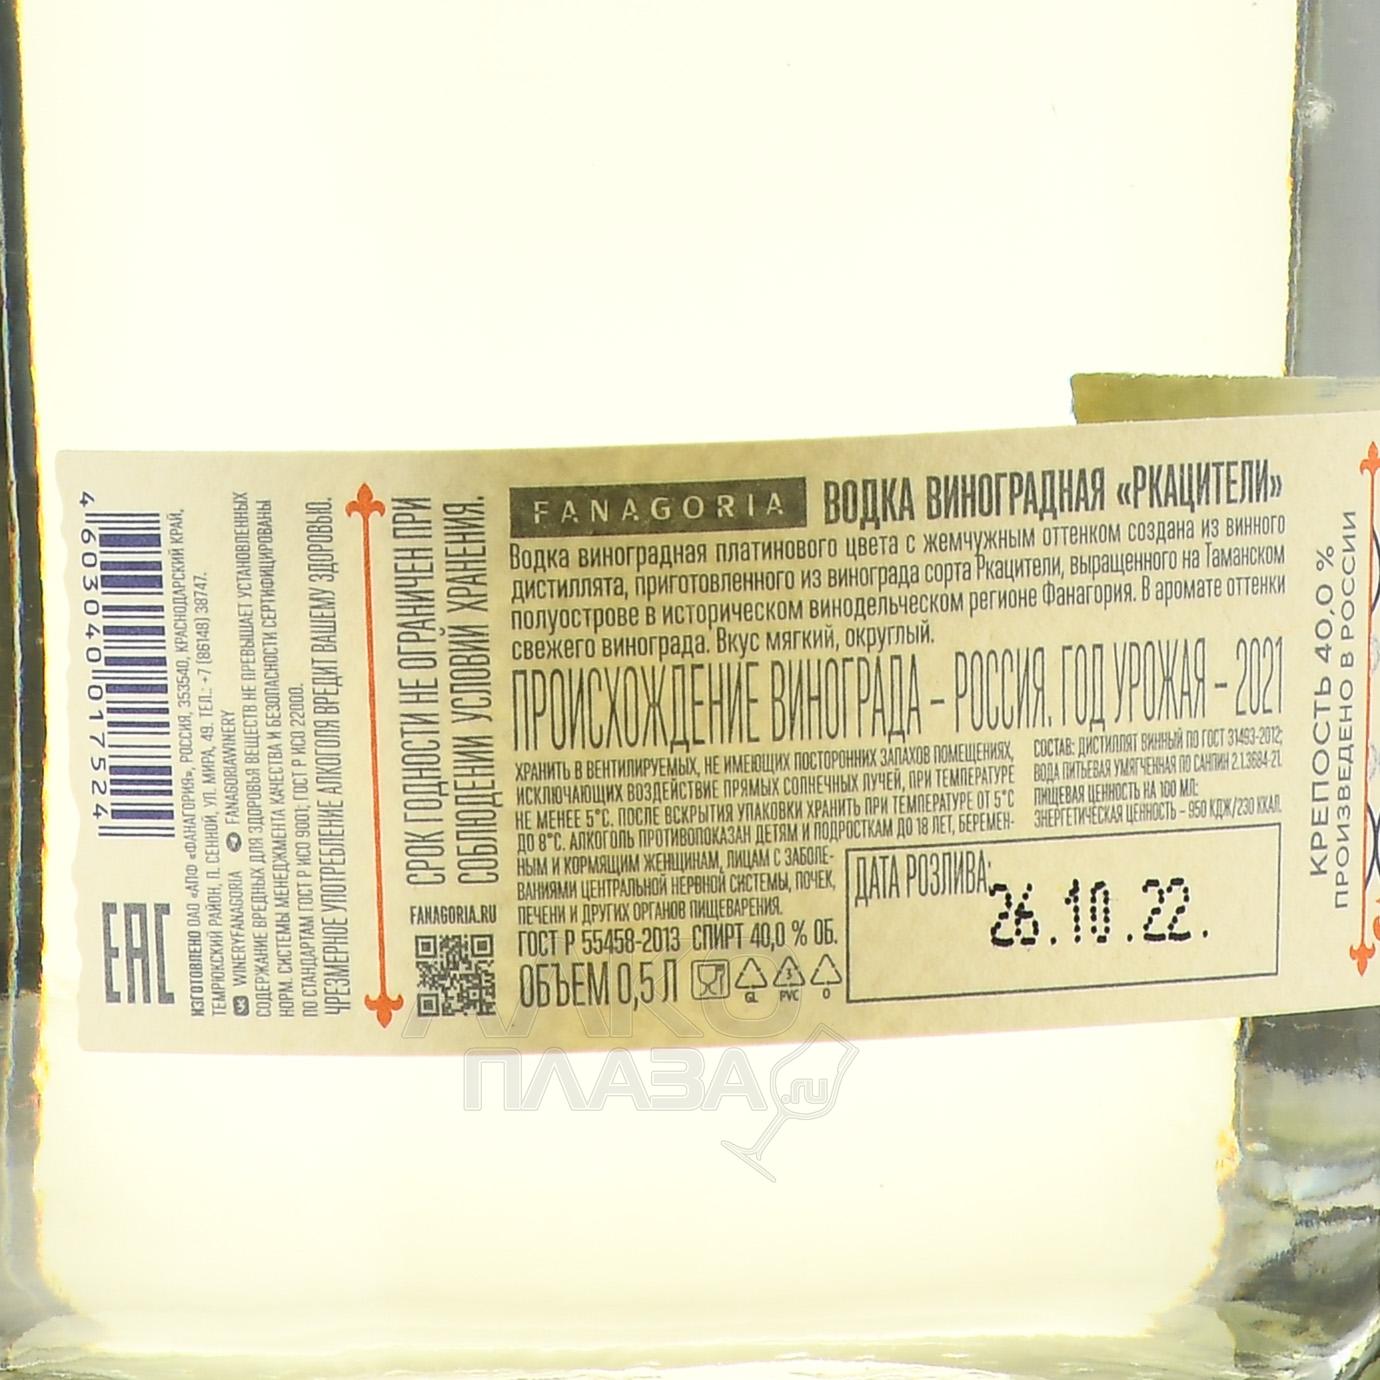 FANAGORIA
ВОДКА ВИНОГРАДНАЯ «РКАЦИТЕЛИ»
Водка виноградная платинового цвета с жемчужным оттенком создана из винного
дистиллята, приготовленного из винограда сорта Ркацители, выращенного на Таманском
полуострове в историческом винодельческом регионе Фанагория. В аромате оттенки
свежего винограда. Вкус мягкий, округлый.
ПРОИСХОЖДЕНИЕ ВИНОГРАДА – РОССИЯ. ГОД УРОЖАЯ – 2021
ХРАНИТЬ В ВЕНТИЛИРУЕМЫХ, НЕ ИМЕЮЩИХ ПОСТОРОННИХ ЗАПАХОВ ПОМЕЩЕНИЯХ,
ИСКЛЮЧАЮЩИХ ВОЗДЕЙСТВИЕ ПРЯМЫХ СОЛНЕЧНЫХ ЛУЧЕЙ, ПРИ ТЕМПЕРАТУРЕ
НЕ МЕНЕЕ 5°С. ПОСЛЕ ВСКРЫТИЯ УПАКОВКИ ХРАНИТЬ ПРИ ТЕМПЕРАТУРЕ ОТ 5°С
ДО 8°С. АЛКОГОЛЬ ПРОТИВОПОКАЗАН ДЕТЯМ И ПОДРОСТКАМ ДО 18 ЛЕТ, БЕРЕМЕН-
НЫМ И КОРМЯЩИМ ЖЕНЩИНАМ, ЛИЦАМ С ЗАБОЛЕ-
ВАНИЯМИ ЦЕНТРАЛЬНОЙ НЕРВНОЙ СИСТЕМЫ, ПОЧЕК,
ПЕЧЕНИ И ДРУГИХ ОРГАНОВ ПИЩЕВАРЕНИЯ.
ГОСТ Р 55458-2013 СПИРТ 40,0 % ОБ.
ОБЪЕМ 0,5 Л
GL
3
PVC
0
СОСТАВ: ДИСТИЛЛЯТ ВИННЫЙ ПО ГОСТ 31493-2012;
ВОДА ПИТЬЕВАЯ УМЯГЧЕННАЯ ПО САНПИН 2.1.3684-21.
ПИЩЕВАЯ ЦЕННОСТЬ НА 100 МЛ:
ЭНЕРГЕТИЧЕСКАЯ ЦЕННОСТЬ – 950 КДЖ/230 ККАЛ.
ДАТА РОЗЛИВА:
26.10.22.
КРЕПОСТЬ 40,0 %
ПРОИЗВЕДЕНО В РОССИИ
СРОК ГОДНОСТИ НЕ ОГРАНИЧЕН ПРИ
СОБЛЮДЕНИИ УСЛОВИЙ ХРАНЕНИЯ.
FANAGORIA.RU
4603040017524
EAC
ИЗГОТОВЛЕНО ОАО «АПФ «ФАНАГОРИЯ», РОССИЯ, 353540, КРАСНОДАРСКИЙ КРАЙ,
ТЕМРЮКСКИЙ РАЙОН, П. СЕННОЙ, УЛ. МИРА, 49. ТЕЛ.: +7 (86148) 38747.
WINERYFANAGORIA FANAGORIAWINERY
СОДЕРЖАНИЕ ВРЕДНЫХ ДЛЯ ЗДОРОВЬЯ ВЕЩЕСТВ НЕ ПРЕВЫШАЕТ УСТАНОВЛЕННЫХ
НОРМ. СИСТЕМЫ МЕНЕДЖМЕНТА КАЧЕСТВА И БЕЗОПАСНОСТИ СЕРТИФИЦИРОВАНЫ
ПО СТАНДАРТАМ ГОСТ Р ИСО 9001; ГОСТ Р ИСО 22000.
ЧРЕЗМЕРНОЕ УПОТРЕБЛЕНИЕ АЛКОГОЛЯ ВРЕДИТ ВАШЕМУ ЗДОРОВЬЮ.
АЛКО
ПЛАЗА.ru